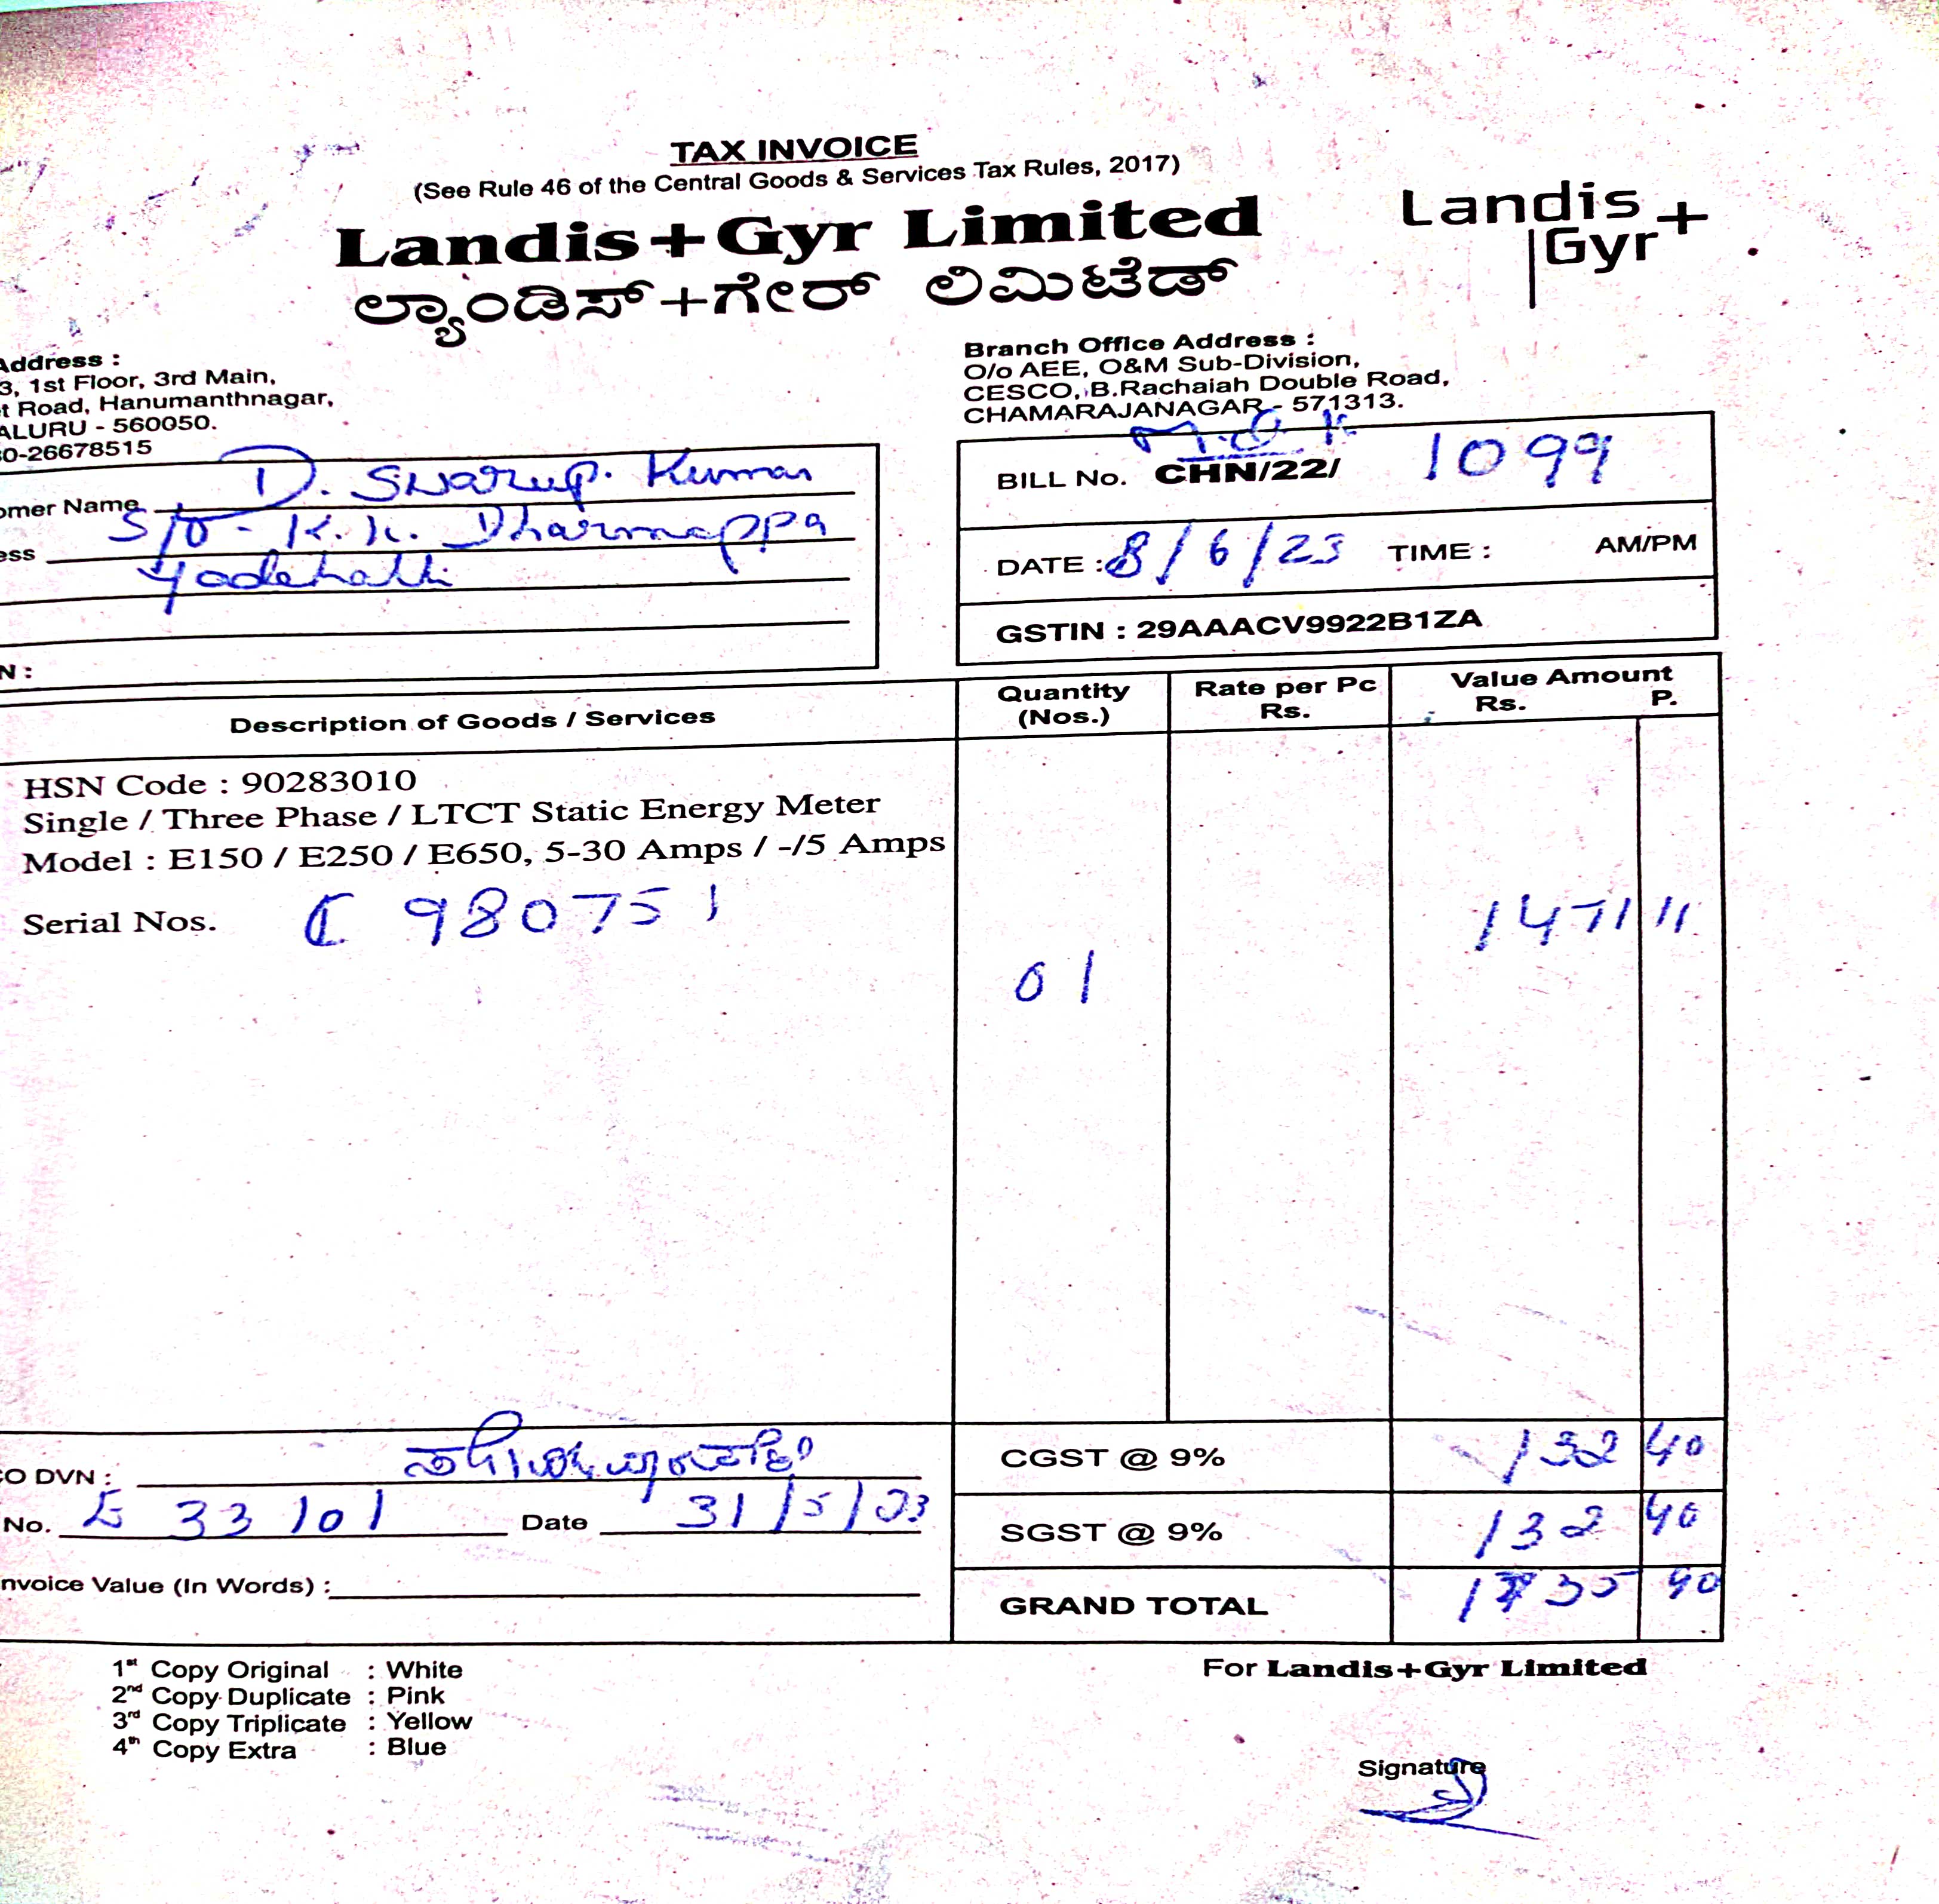 TAX INVOICE
(See Rule 46 of the Central Goods & Services Tax Rules, 2017)
Landis+Gyr Limited
ಲ್ಯಾಂಡಿಸ್+ಗೇರ್ ಲಿಮಿಟೆಡ್
Landis
Gyr+
Address :
3, 1st Floor, 3rd Main,
t Road, Hanumanthnagar,
ALURU - 560050.
0-26678515
Branch Office Address :
O/o AEE, O&M Sub-Division,
CESCO, B.Rachaiah Double Road,
CHAMARAJANAGAR - 571313.
omer Name D. Swarup. Kumar
S/o - K.K. Dharmappa
ess
Yadehalli
N :
BILL No. CHN/22/ 1099
DATE : 8/6/23 TIME : AM/PM
GSTIN : 29AAACV9922B1ZA
Description of Goods / Services
Quantity (Nos.)
Rate per Pc Rs.
Value Amount
Rs. P.
HSN Code : 90283010
Single / Three Phase / LTCT Static Energy Meter
Model : E150 / E250 / E650, 5-30 Amps / -/5 Amps
Serial Nos. 980751
1471 11
01
O DVN :
No. 33101 Date 31/5/23
nvoice Value (In Words) :
CGST @ 9% 132 40
SGST @ 9% 132 40
GRAND TOTAL 1735 90
1st Copy Original : White
2nd Copy Duplicate : Pink
3rd Copy Triplicate : Yellow
4th Copy Extra : Blue
For Landis+Gyr Limited
Signature